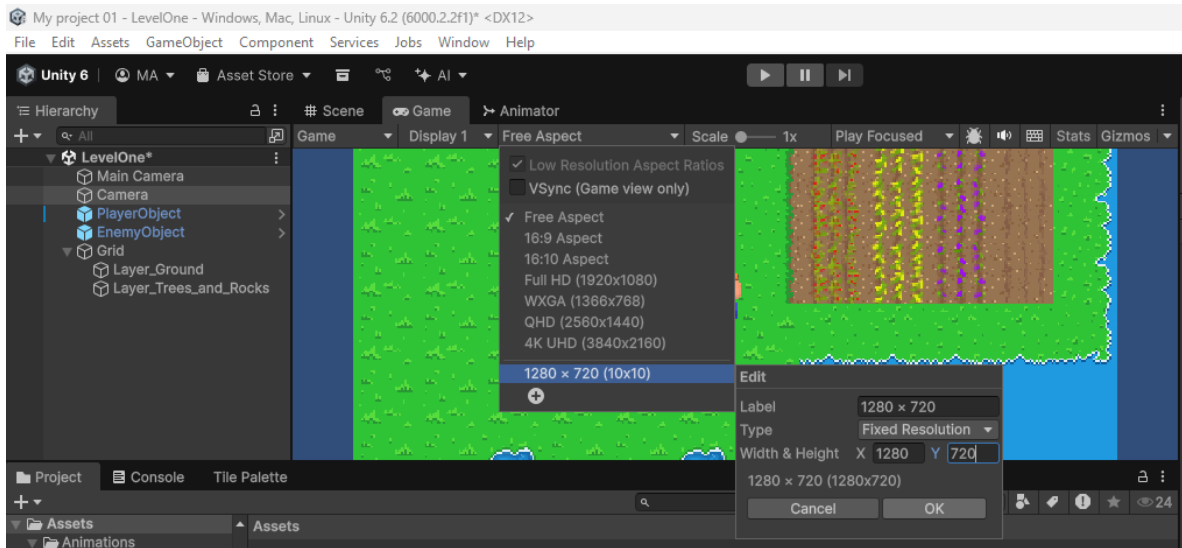 My project 01 - LevelOne - Windows, Mac, Linux - Unity 6.2 (6000.2.2f1)* <DX12>
File Edit Assets GameObject Component Services Jobs Window Help
Unity 6 MA Asset Store AI
Hierarchy
All
LevelOne*
Main Camera
Camera
PlayerObject
EnemyObject
Grid
Layer_Ground
Layer_Trees_and_Rocks
Scene Game Animator
Game Display 1 Free Aspect Scale 1x Play Focused Stats Gizmos
Low Resolution Aspect Ratios
VSync (Game view only)
Free Aspect
16:9 Aspect
16:10 Aspect
Full HD (1920x1080)
WXGA (1366x768)
QHD (2560x1440)
4K UHD (3840x2160)
1280 × 720 (10x10)
Edit
Label 1280 × 720
Type Fixed Resolution
Width & Height X 1280 Y 720
1280 × 720 (1280x720)
Cancel OK
Project Console Tile Palette
24
Assets
Animations
Assets